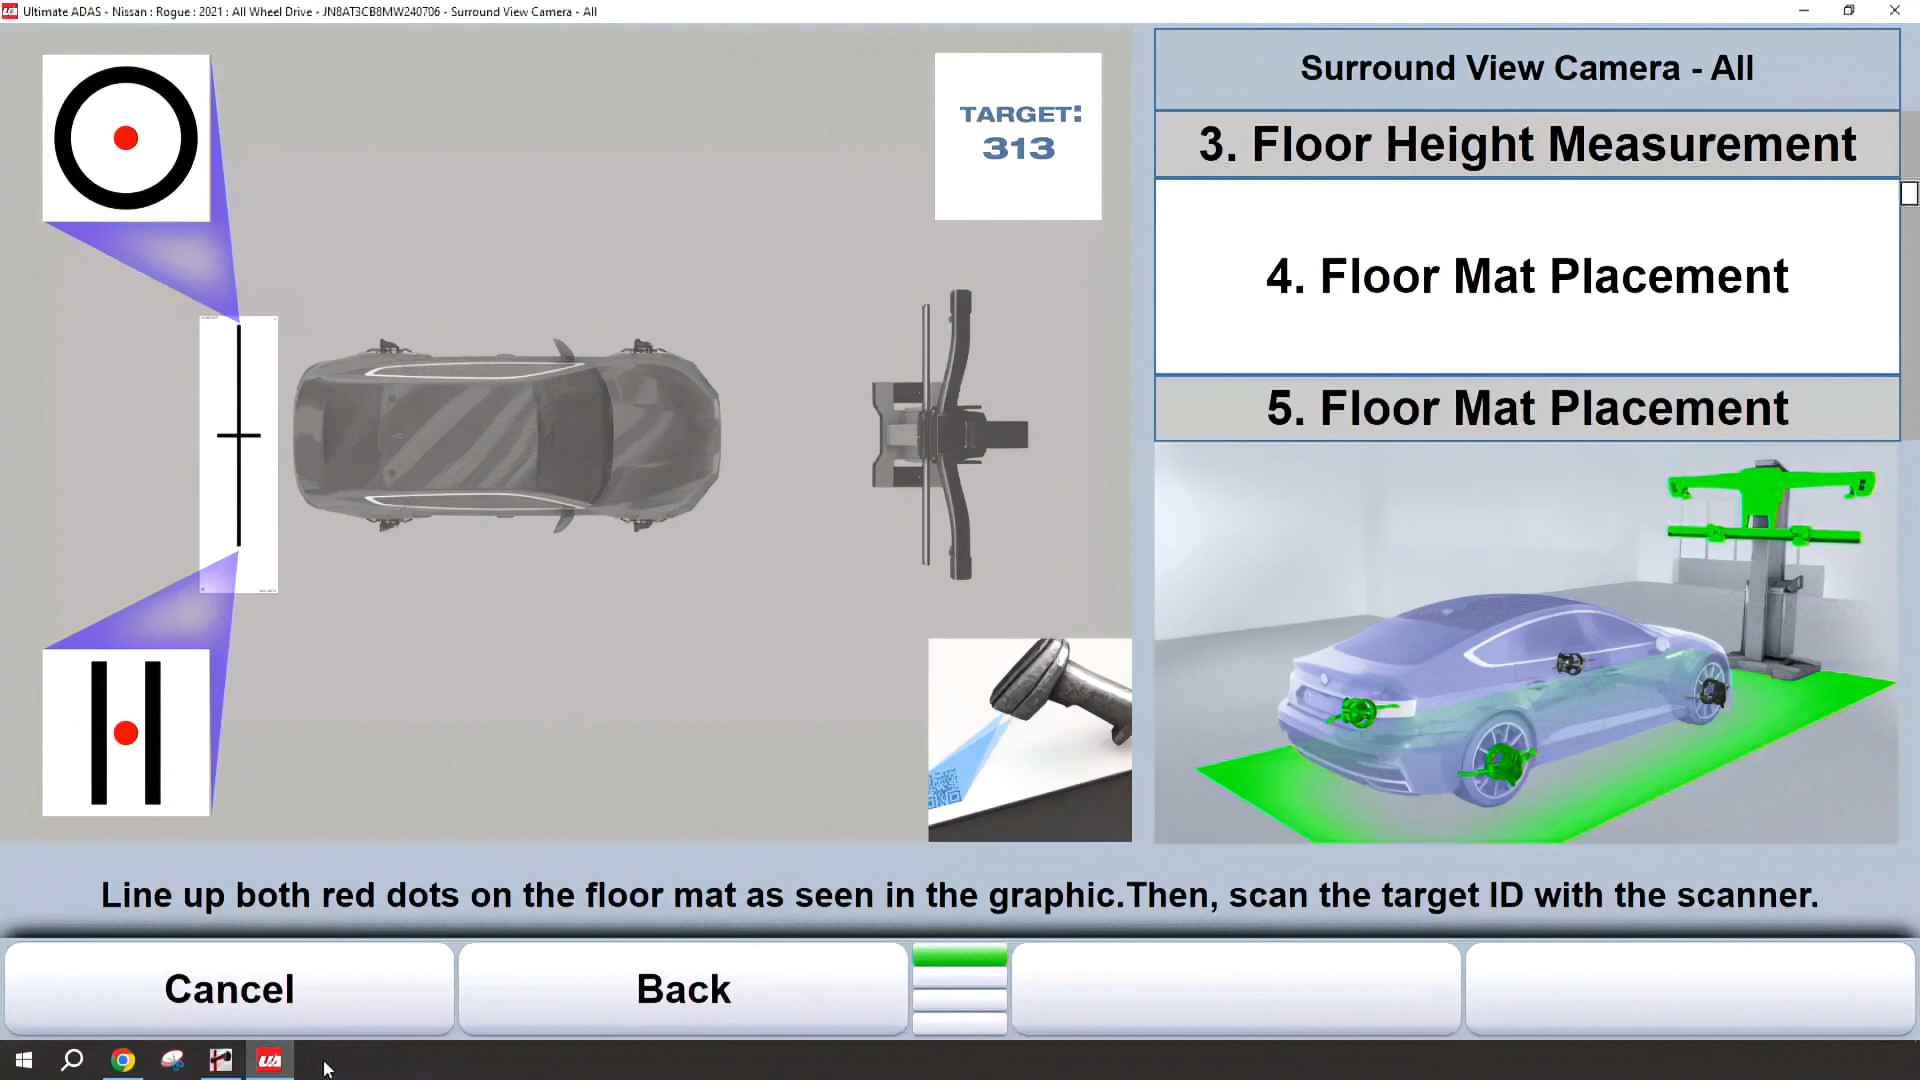 Ultimate ADAS - Nissan : Rogue : 2021 : All Wheel Drive - JN8AT3CB8MW240706 - Surround View Camera - All
TARGET:
313
Surround View Camera - All
3. Floor Height Measurement
4. Floor Mat Placement
5. Floor Mat Placement
Line up both red dots on the floor mat as seen in the graphic.Then, scan the target ID with the scanner.
Cancel
Back
UA